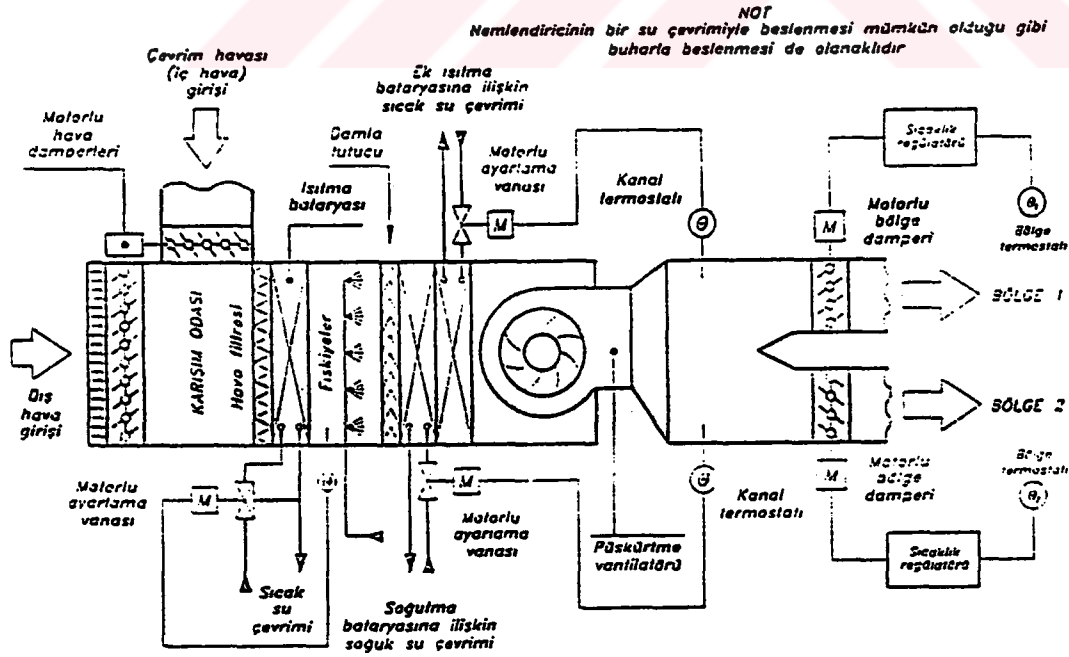 NOT
Nemlendiricinin bir su çevrimiyle beslenmesi mümkün olduğu gibi
buharla beslenmesi de olanaklıdır
Çevrim havası
(iç hava)
girişi
Motorlu
hava
damperleri
Ek ısıtma
bataryasına ilişkin
sıcak su çevrimi
Damla
tutucu
Isıtma
bataryası
Motorlu
ayarlama
vanası
M
Kanal
termostatı
θ
Sıcaklık
regülatörü
θ₁
Bölge
termostatı
M
Motorlu
bölge
damperi
BÖLGE 1
Dış
hava
girişi
KARIŞIM ODASI
Hava filtresi
Fıskiyeler
BÖLGE 2
Motorlu
ayarlama
vanası
M
θ
M
Motorlu
ayarlama
vanası
θ
Kanal
termostatı
M
Motorlu
bölge
damperi
Bölge
termostatı
θ₂
Sıcaklık
regülatörü
Püskürtme
vantilatörü
Sıcak
su
çevrimi
Soğutma
bataryasına ilişkin
soğuk su çevrimi